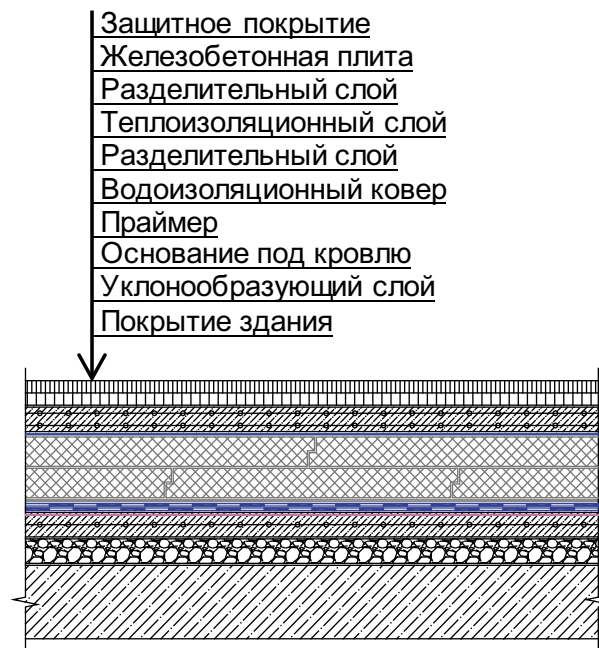 Защитное покрытие
Железобетонная плита
Разделительный слой
Теплоизоляционный слой
Разделительный слой
Водоизоляционный ковер
Праймер
Основание под кровлю
Уклонообразующий слой
Покрытие здания